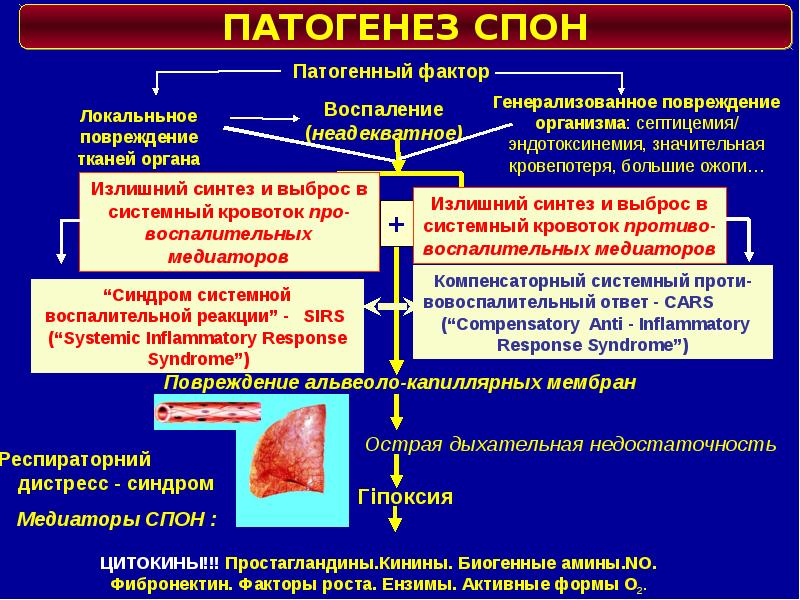 ПАТОГЕНЕЗ СПОН
Патогенный фактор
Локальньное
повреждение
тканей органа
Воспаление
(неадекватное)
Генерализованное повреждение
организма: септицемия/
эндотоксинемия, значительная
кровепотеря, большие ожоги…
Излишний синтез и выброс в
системный кровоток про-
воспалительных
медиаторов
+
Излишний синтез и выброс в
системный кровоток противо-
воспалительных медиаторов
“Синдром системной
воспалительной реакции” - SIRS
(“Systemic Inflammatory Response
Syndrome”)
Компенсаторный системный проти-
вовоспалительный ответ - CARS
(“Compensatory Anti - Inflammatory
Response Syndrome”)
Повреждение альвеоло-капиллярных мембран
Острая дыхательная недостаточность
Респираторний
дистресс - синдром
Гіпоксия
Медиаторы СПОН :
ЦИТОКИНЫ!!! Простагландины.Кинины. Биогенные амины.NO.
Фибронектин. Факторы роста. Ензимы. Активные формы О2.